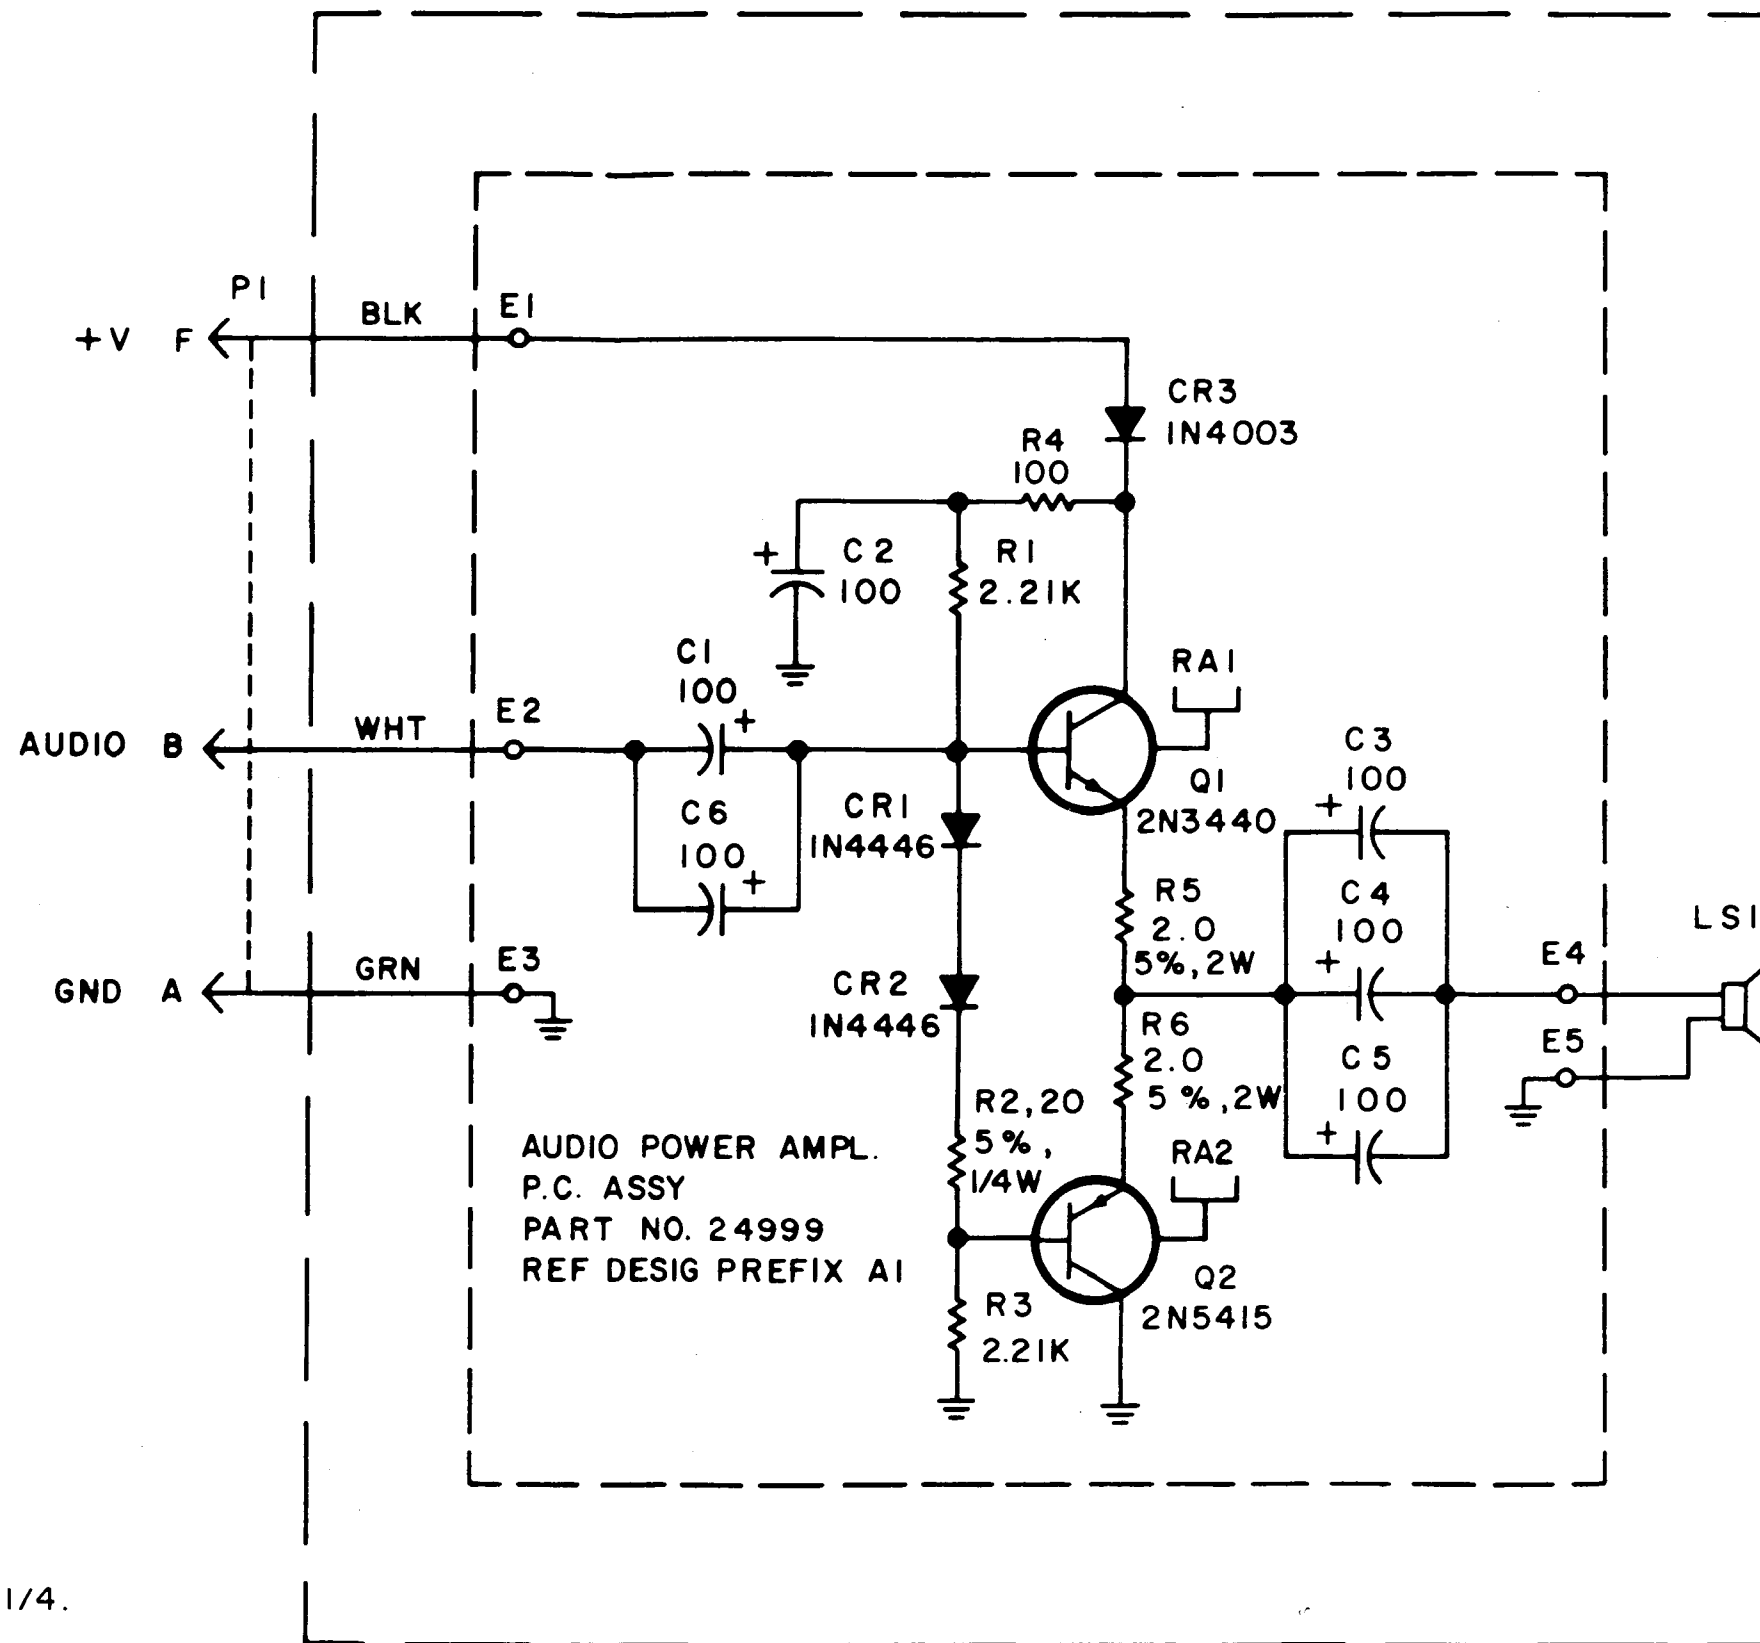 P1
+V F
BLK
E1
CR3
1N4003
R4
100
+
C2
100
R1
2.21K
C1
100
+
RA1
AUDIO B
WHT
E2
C6
100
+
CR1
1N4446
Q1
2N3440
C3
100
+
R5
2.0
5%, 2W
C4
100
+
LS1
GND A
GRN
E3
CR2
1N4446
E4
R6
2.0
5%, 2W
E5
C5
100
+
R2, 20
5%,
1/4W
RA2
AUDIO POWER AMPL.
P.C. ASSY
PART NO. 24999
REF DESIG PREFIX A1
Q2
2N5415
R3
2.21K
1/4.